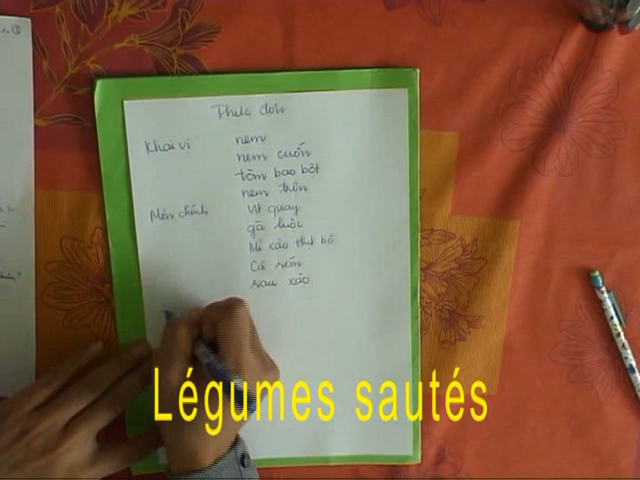 Thực đơn
Khai vị nem
nem cuốn
tôm bao bột
nem trộn
Món chính Vịt quay
gà luộc
Mì xào thịt bò
Cá rán
rau xào
Légumes sautés